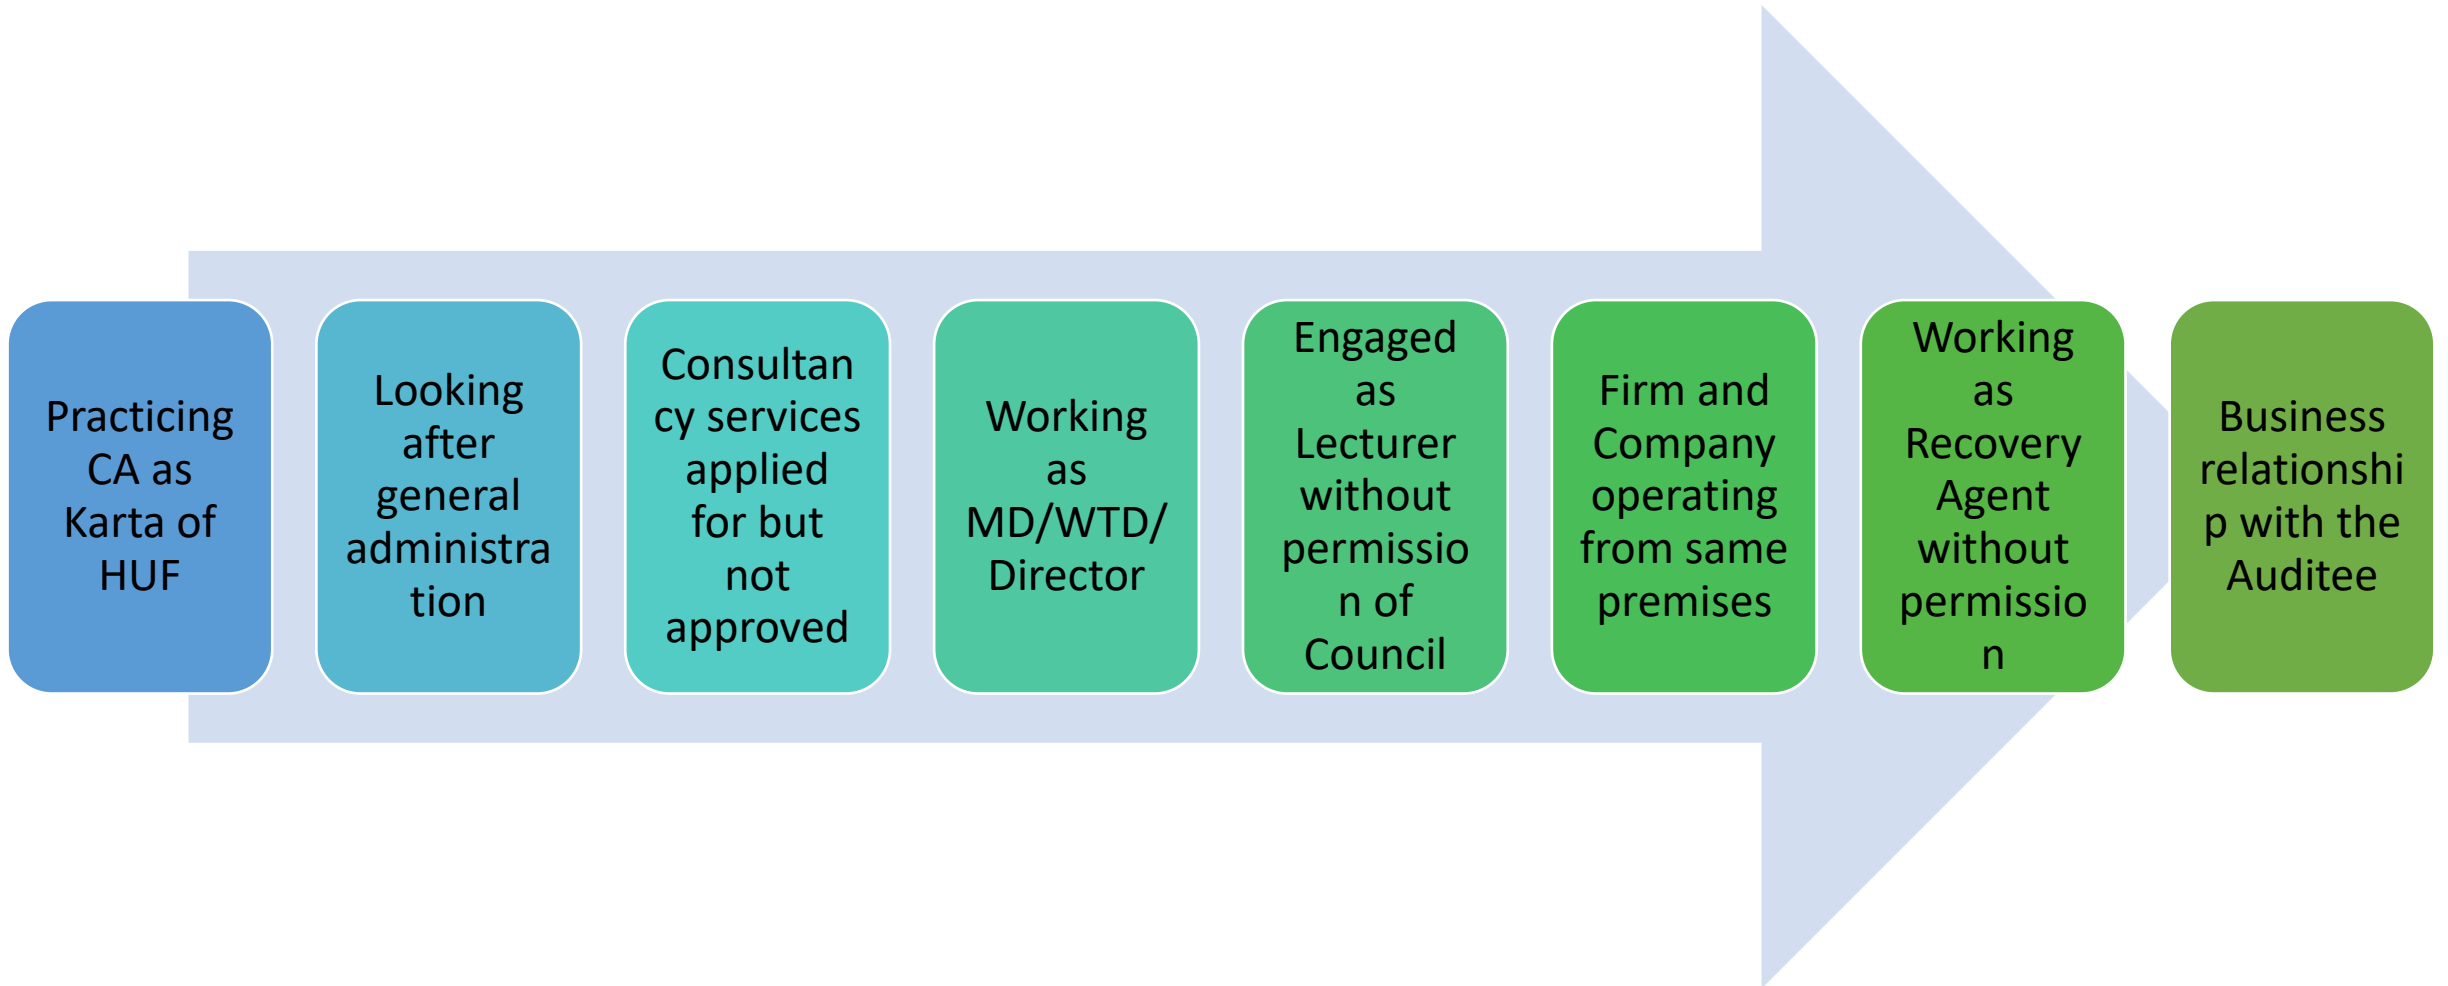 Practicing
CA as
Karta of
HUF
Looking
after
general
administra
tion
Consultan
cy services
applied
for but
not
approved
Working
as
MD/WTD/
Director
Engaged
as
Lecturer
without
permissio
n of
Council
Firm and
Company
operating
from same
premises
Working
as
Recovery
Agent
without
permissio
n
Business
relationshi
p with the
Auditee